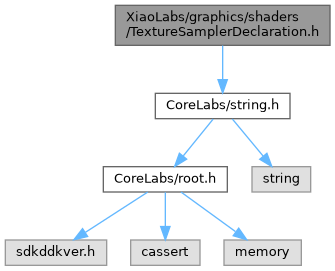 XiaoLabs/graphics/shaders
/TextureSamplerDeclaration.h
CoreLabs/string.h
CoreLabs/root.h
string
sdkddkver.h
cassert
memory